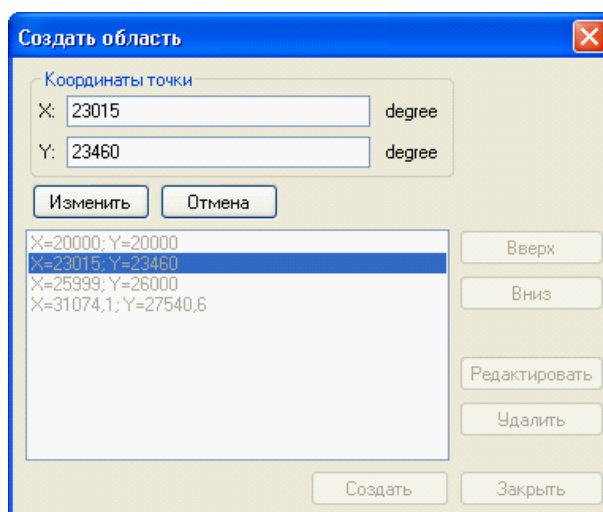 Создать область
Координаты точки
X: 23015 degree
Y: 23460 degree
Изменить Отмена
X=20000; Y=20000
X=23015; Y=23460
X=25999; Y=26000
X=31074,1; Y=27540,6
Вверх
Вниз
Редактировать
Удалить
Создать Закрыть